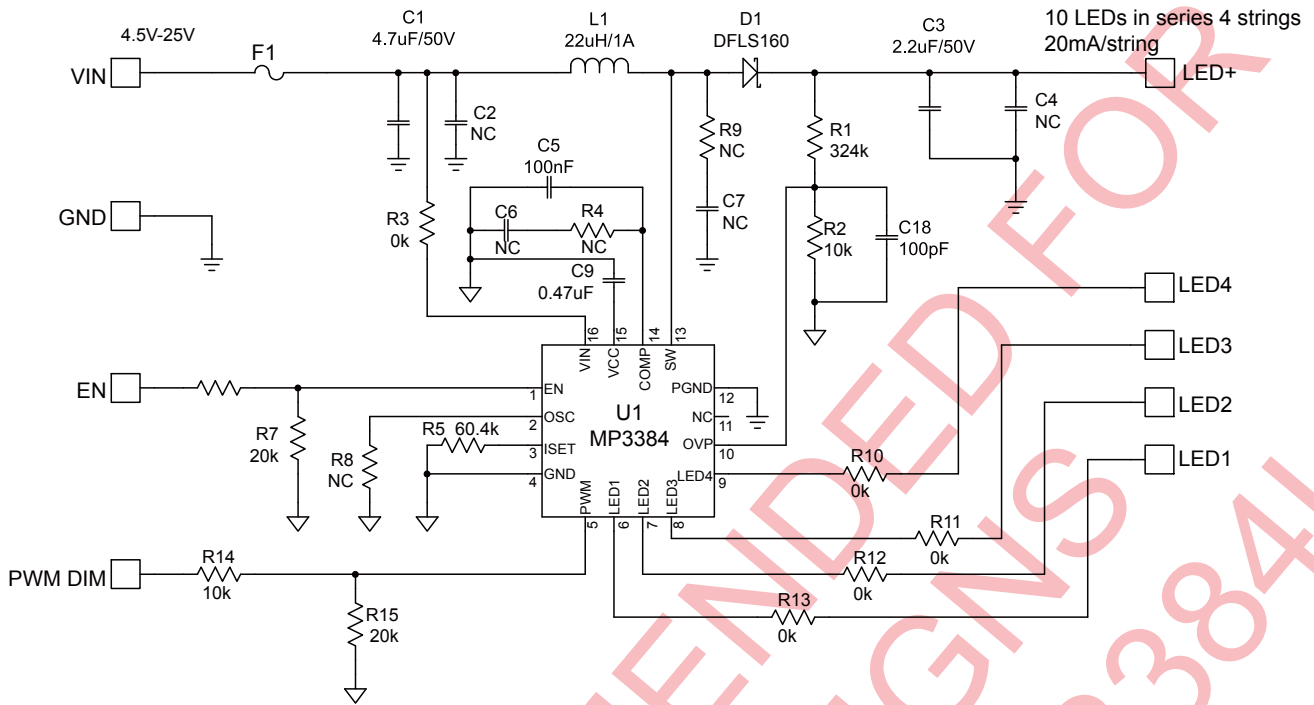 10 LEDs in series 4 strings
20mA/string
4.5V-25V
F1
C1
4.7uF/50V
L1
22uH/1A
D1
DFLS160
C3
2.2uF/50V
VIN
LED+
C2
NC
R9
NC
R1
324k
C4
NC
C5
100nF
GND
R3
0k
C6
NC
R4
NC
C7
NC
R2
10k
C18
100pF
C9
0.47uF
LED4
LED3
LED2
LED1
16
15
14
13
VIN
VCC
COMP
SW
EN
EN
1
OSC
2
ISET
3
GND
4
U1
MP3384
PGND
12
NC
11
OVP
10
LED4
9
PWM
LED1
LED2
LED3
5
6
7
8
R7
20k
R8
NC
R5 60.4k
R10
0k
R11
0k
R12
0k
R13
0k
PWM DIM
R14
10k
R15
20k
ENDED FOR
GNS
3384